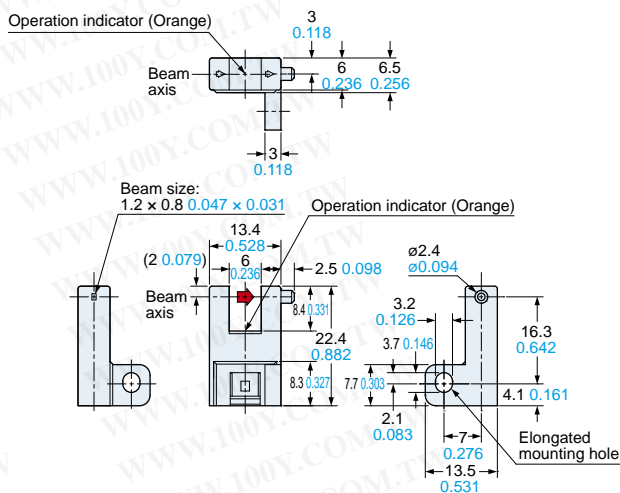 Operation indicator (Orange)
3
0.118
Beam
axis
6
0.236
6.5
0.256
3
0.118
Beam size:
1.2 × 0.8 0.047 × 0.031
Operation indicator (Orange)
13.4
0.528
(2 0.079)
6
0.236
2.5 0.098
Beam
axis
8.4 0.331
22.4
0.882
8.3 0.327
ø2.4
ø0.094
3.2
0.126
3.7 0.146
16.3
0.642
7.7 0.303
4.1 0.161
2.1
0.083
7
0.276
Elongated
mounting hole
13.5
0.531
WWW.100Y.COM.TW